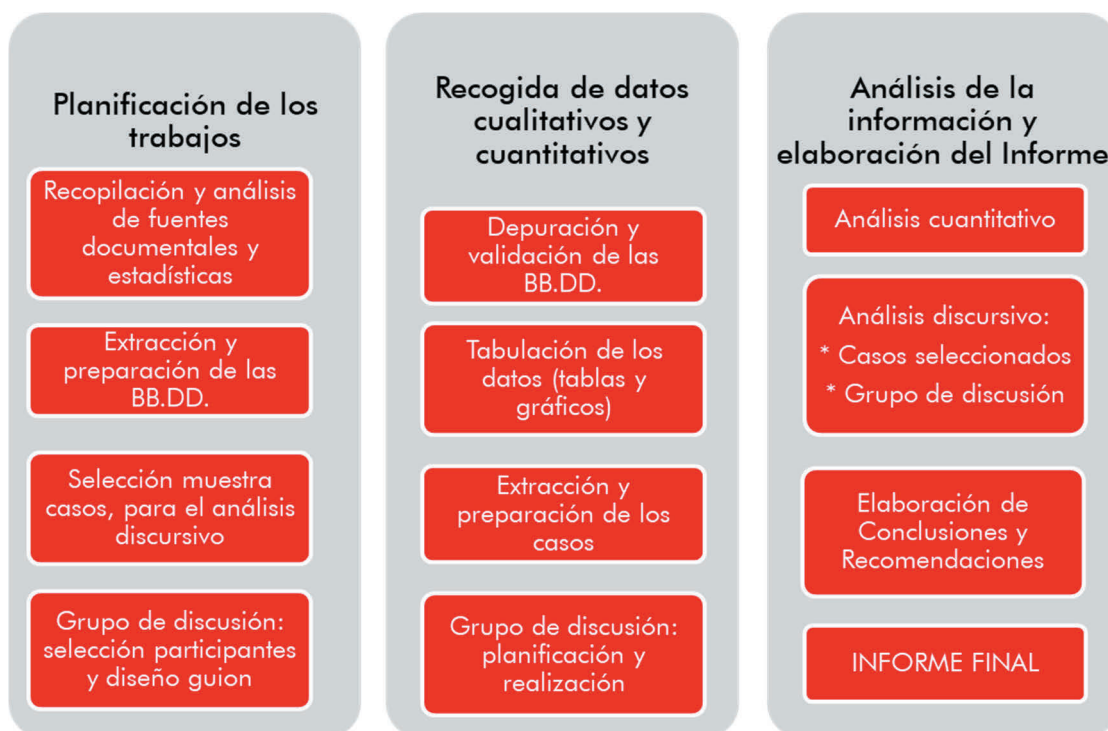 Planificación de los
trabajos
Recopilación y análisis
de fuentes
documentales y
estadísticas
Extracción y
preparación de las
BB.DD.
Selección muestra
casos, para el análisis
discursivo
Grupo de discusión:
selección participantes
y diseño guion
Recogida de datos
cualitativos y
cuantitativos
Depuración y
validación de las
BB.DD.
Tabulación de los
datos (tablas y
gráficos)
Extracción y
preparación de los
casos
Grupo de discusión:
planificación y
realización
Análisis de la
información y
elaboración del Informe
Análisis cuantitativo
Análisis discursivo:
* Casos seleccionados
* Grupo de discusión
Elaboración de
Conclusiones y
Recomendaciones
INFORME FINAL